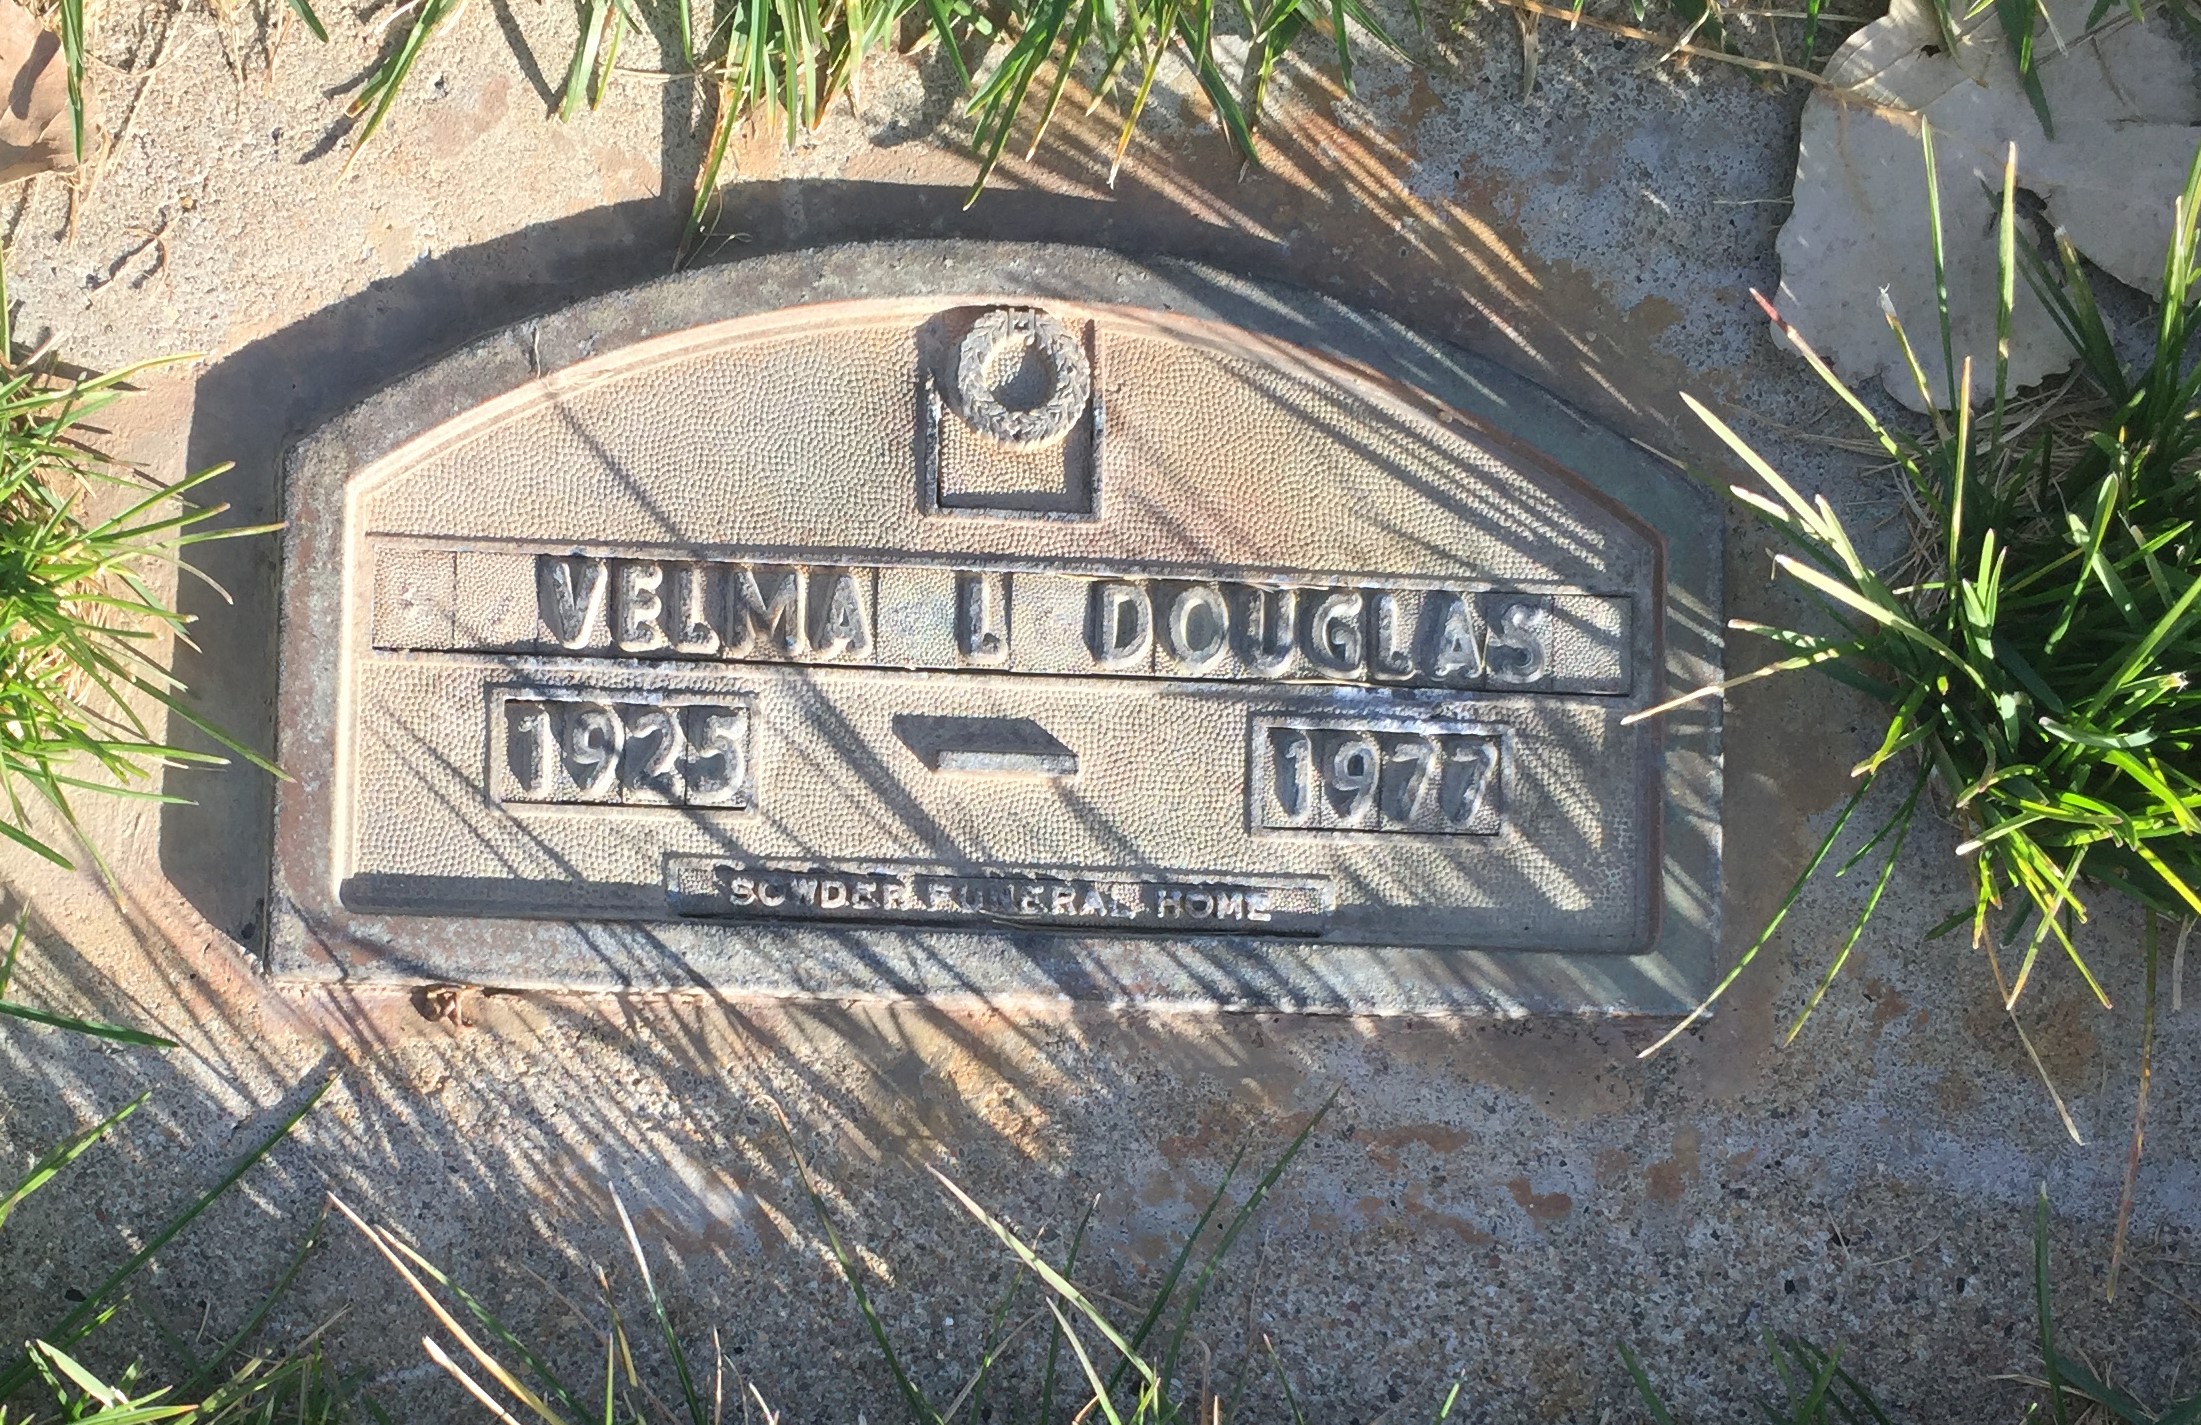 VELMA L DOUGLAS
1925 — 1977
SOWDER FUNERAL HOME